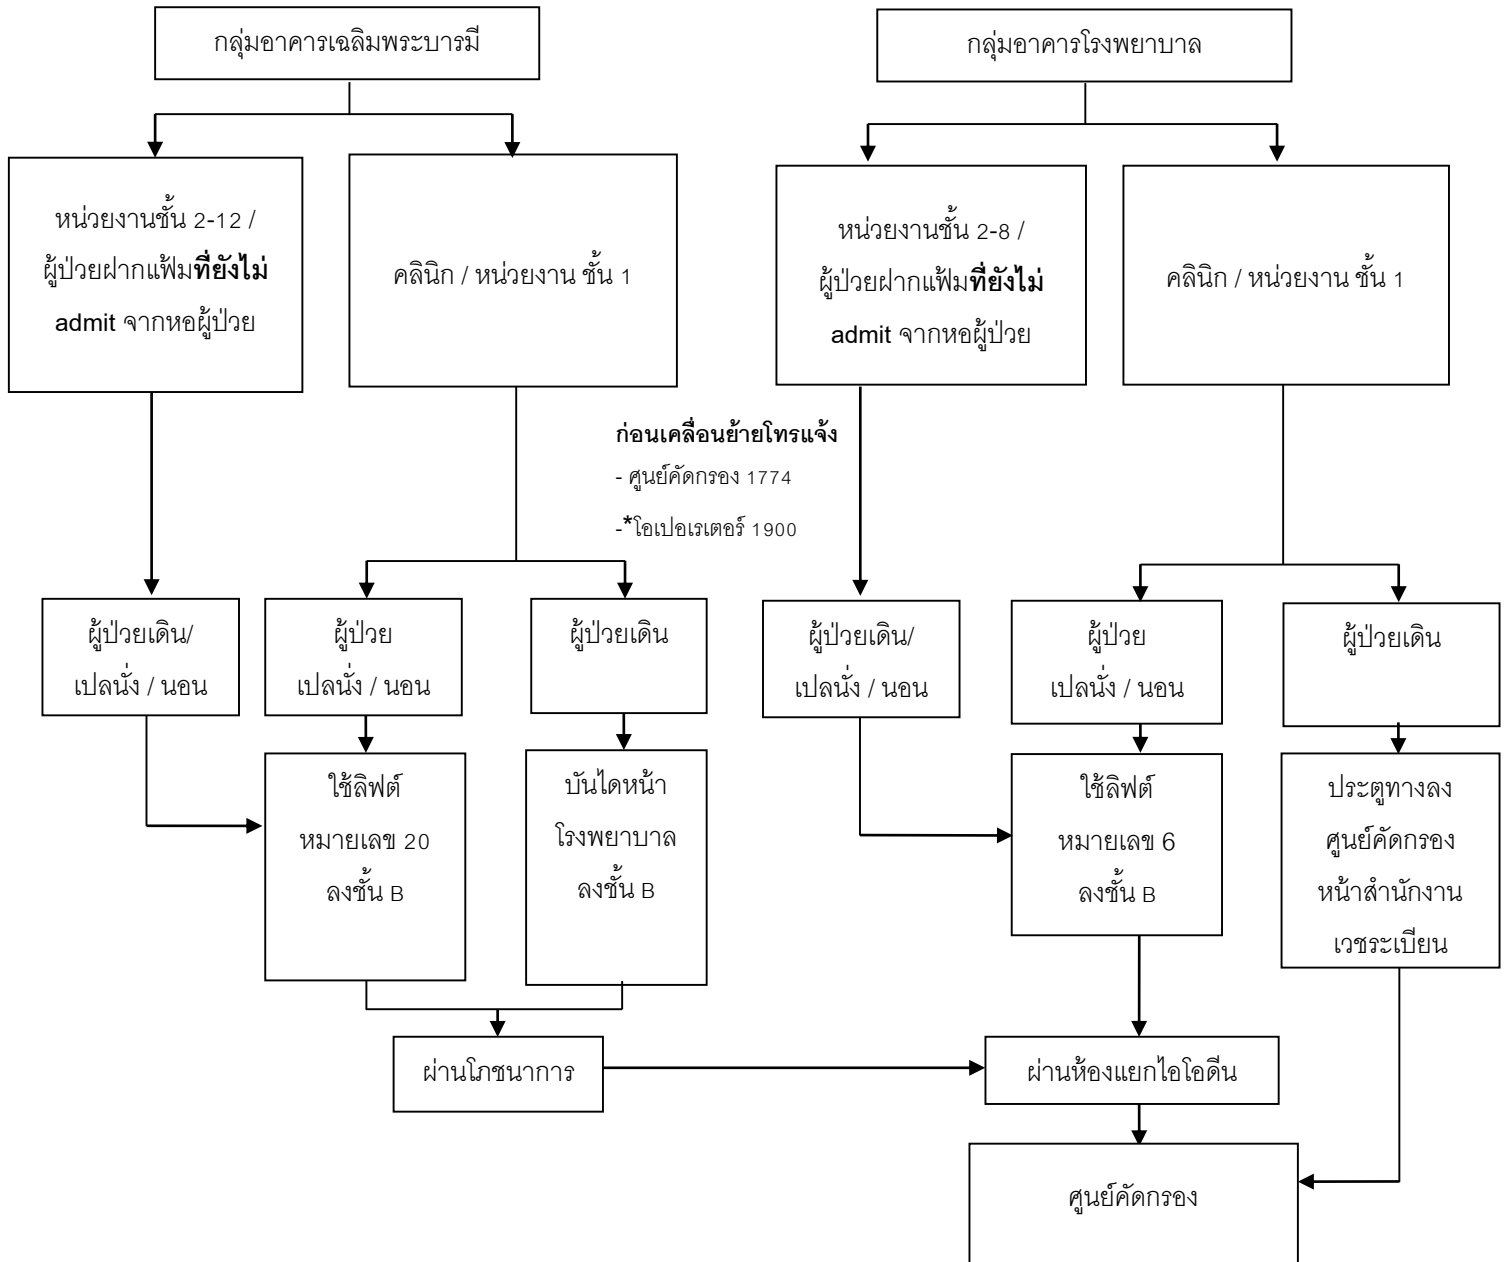 กลุ่มอาคารเฉลิมพระบารมี
กลุ่มอาคารโรงพยาบาล
หน่วยงานชั้น 2-12 /
ผู้ป่วยฝากแฟ้มที่ยังไม่
admit จากหอผู้ป่วย
คลินิก / หน่วยงาน ชั้น 1
หน่วยงานชั้น 2-8 /
ผู้ป่วยฝากแฟ้มที่ยังไม่
admit จากหอผู้ป่วย
คลินิก / หน่วยงาน ชั้น 1
ก่อนเคลื่อนย้ายโทรแจ้ง
- ศูนย์คัดกรอง 1774
-*โอเปอเรเตอร์ 1900
ผู้ป่วยเดิน/
เปลนั่ง / นอน
ผู้ป่วย
เปลนั่ง / นอน
ผู้ป่วยเดิน
ผู้ป่วยเดิน/
เปลนั่ง / นอน
ผู้ป่วย
เปลนั่ง / นอน
ผู้ป่วยเดิน
ใช้ลิฟต์
หมายเลข 20
ลงชั้น B
บันไดหน้า
โรงพยาบาล
ลงชั้น B
ใช้ลิฟต์
หมายเลข 6
ลงชั้น B
ประตูทางลง
ศูนย์คัดกรอง
หน้าสำนักงาน
เวชระเบียน
ผ่านโภชนาการ
ผ่านห้องแยกไอโอดีน
ศูนย์คัดกรอง